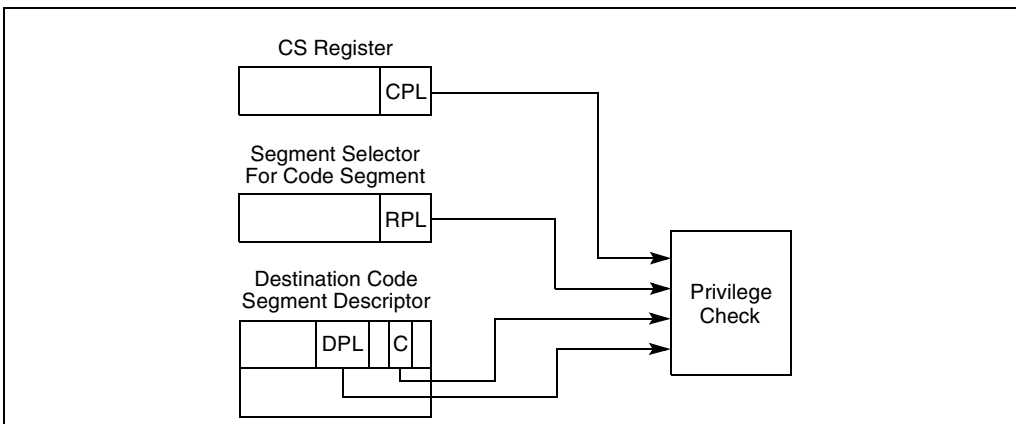 CS Register
CPL
Segment Selector
For Code Segment
RPL
Destination Code
Segment Descriptor
DPL
C
Privilege
Check